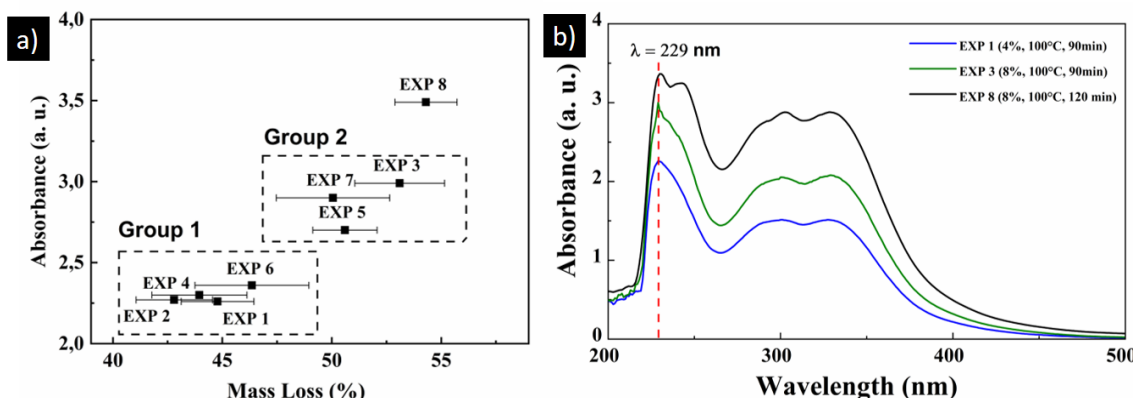 a)
Absorbance (a. u.)
4,0
3,5
3,0
2,5
2,0
EXP 8
Group 2
EXP 3
EXP 7
EXP 5
Group 1
EXP 6
EXP 4
EXP 2
EXP 1
40 45 50 55
Mass Loss (%)
b)
Absorbance (a. u.)
4
3
2
1
0
λ = 229 nm
EXP 1 (4%, 100°C, 90min)
EXP 3 (8%, 100°C, 90min)
EXP 8 (8%, 100°C, 120 min)
200 300 400 500
Wavelength (nm)